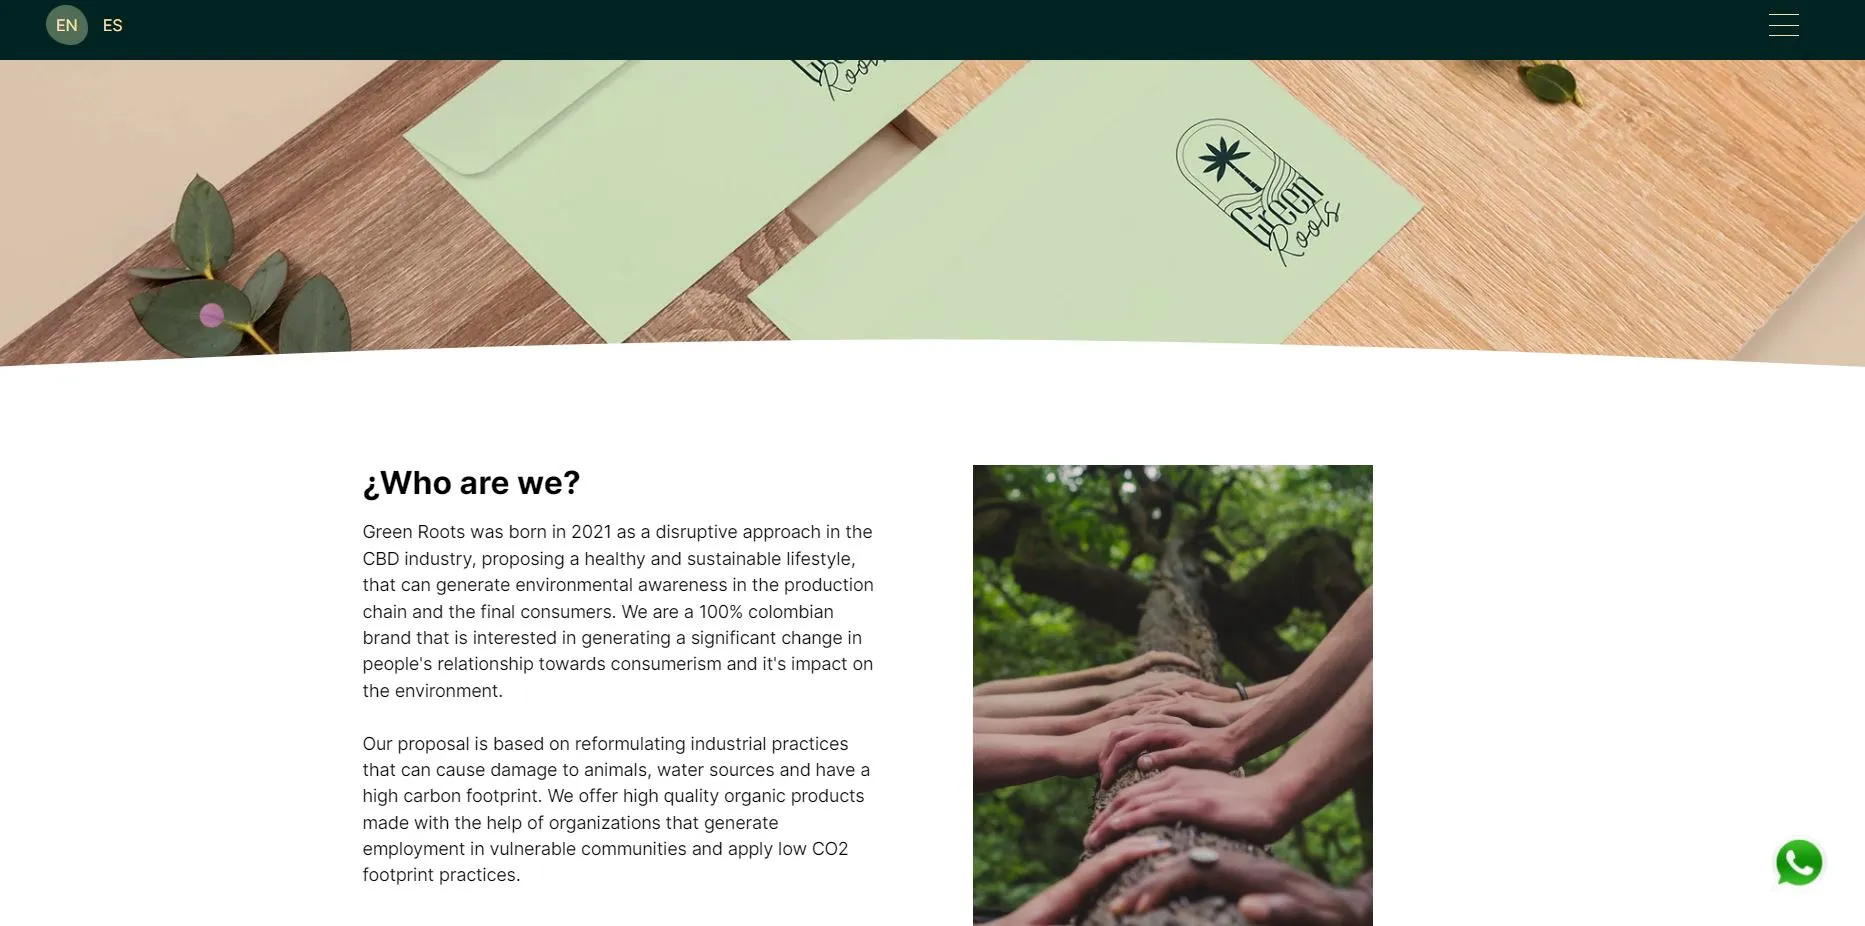 EN ES
Green
Roots
Green
Roots
¿Who are we?
Green Roots was born in 2021 as a disruptive approach in the
CBD industry, proposing a healthy and sustainable lifestyle,
that can generate environmental awareness in the production
chain and the final consumers. We are a 100% colombian
brand that is interested in generating a significant change in
people's relationship towards consumerism and it's impact on
the environment.
Our proposal is based on reformulating industrial practices
that can cause damage to animals, water sources and have a
high carbon footprint. We offer high quality organic products
made with the help of organizations that generate
employment in vulnerable communities and apply low CO2
footprint practices.